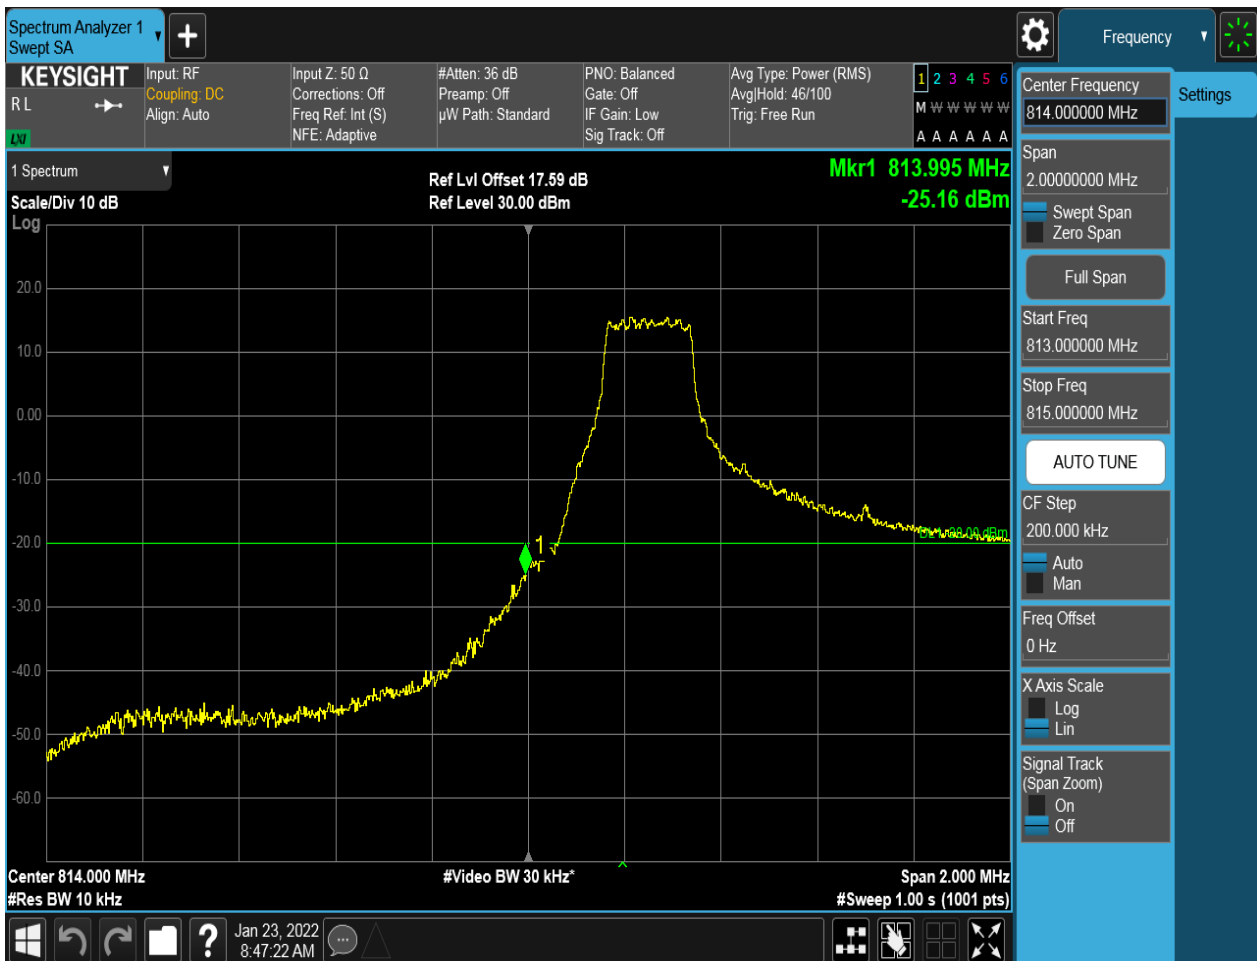 Spectrum Analyzer 1
Swept SA
+
Frequency
KEYSIGHT
R L
LXI
Input: RF
Coupling: DC
Align: Auto
Input Z: 50 Ω
Corrections: Off
Freq Ref: Int (S)
NFE: Adaptive
#Atten: 36 dB
Preamp: Off
µW Path: Standard
PNO: Balanced
Gate: Off
IF Gain: Low
Sig Track: Off
Avg Type: Power (RMS)
Avg|Hold: 46/100
Trig: Free Run
1 2 3 4 5 6
M W W W W W
A A A A A A
1 Spectrum
Scale/Div 10 dB
Log
Ref Lvl Offset 17.59 dB
Ref Level 30.00 dBm
Mkr1 813.995 MHz
-25.16 dBm
20.0
10.0
0.00
-10.0
-20.0
-30.0
-40.0
-50.0
-60.0
1
Center 814.000 MHz
#Res BW 10 kHz
#Video BW 30 kHz*
Span 2.000 MHz
#Sweep 1.00 s (1001 pts)
Center Frequency
814.000000 MHz
Settings
Span
2.00000000 MHz
Swept Span
Zero Span
Full Span
Start Freq
813.000000 MHz
Stop Freq
815.000000 MHz
AUTO TUNE
CF Step
200.000 kHz
Auto
Man
Freq Offset
0 Hz
X Axis Scale
Log
Lin
Signal Track
(Span Zoom)
On
Off
?
Jan 23, 2022
8:47:22 AM